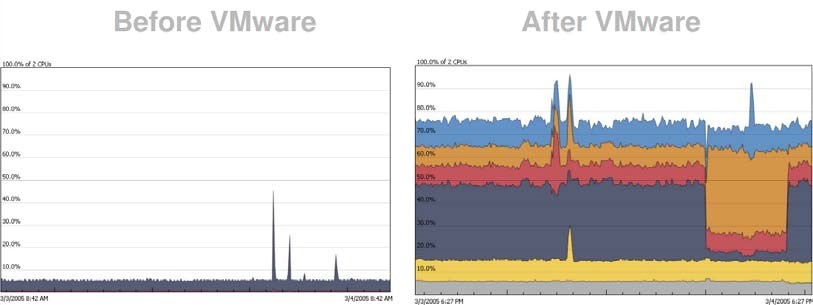 Before VMware
After VMware
100.0% of 2 CPUs
90.0%
80.0%
70.0%
60.0%
50.0%
40.0%
30.0%
20.0%
10.0%
3/3/2005 8:42 AM
3/4/2005 8:42 AM
100.0% of 2 CPUs
90.0%
80.0%
70.0%
60.0%
50.0%
40.0%
30.0%
20.0%
10.0%
3/3/2005 6:27 PM
3/4/2005 6:27 PM